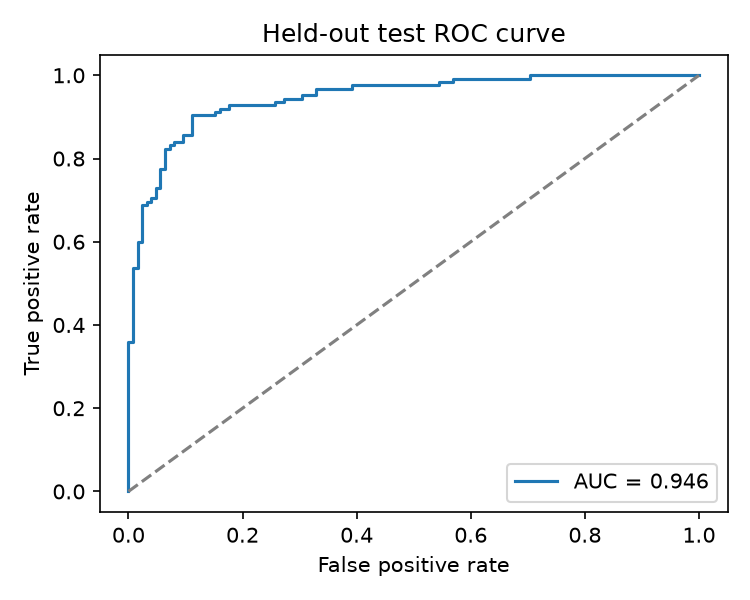 Held-out test ROC curve
True positive rate
1.0
0.8
0.6
0.4
0.2
0.0
0.0 0.2 0.4 0.6 0.8 1.0
False positive rate
AUC = 0.946